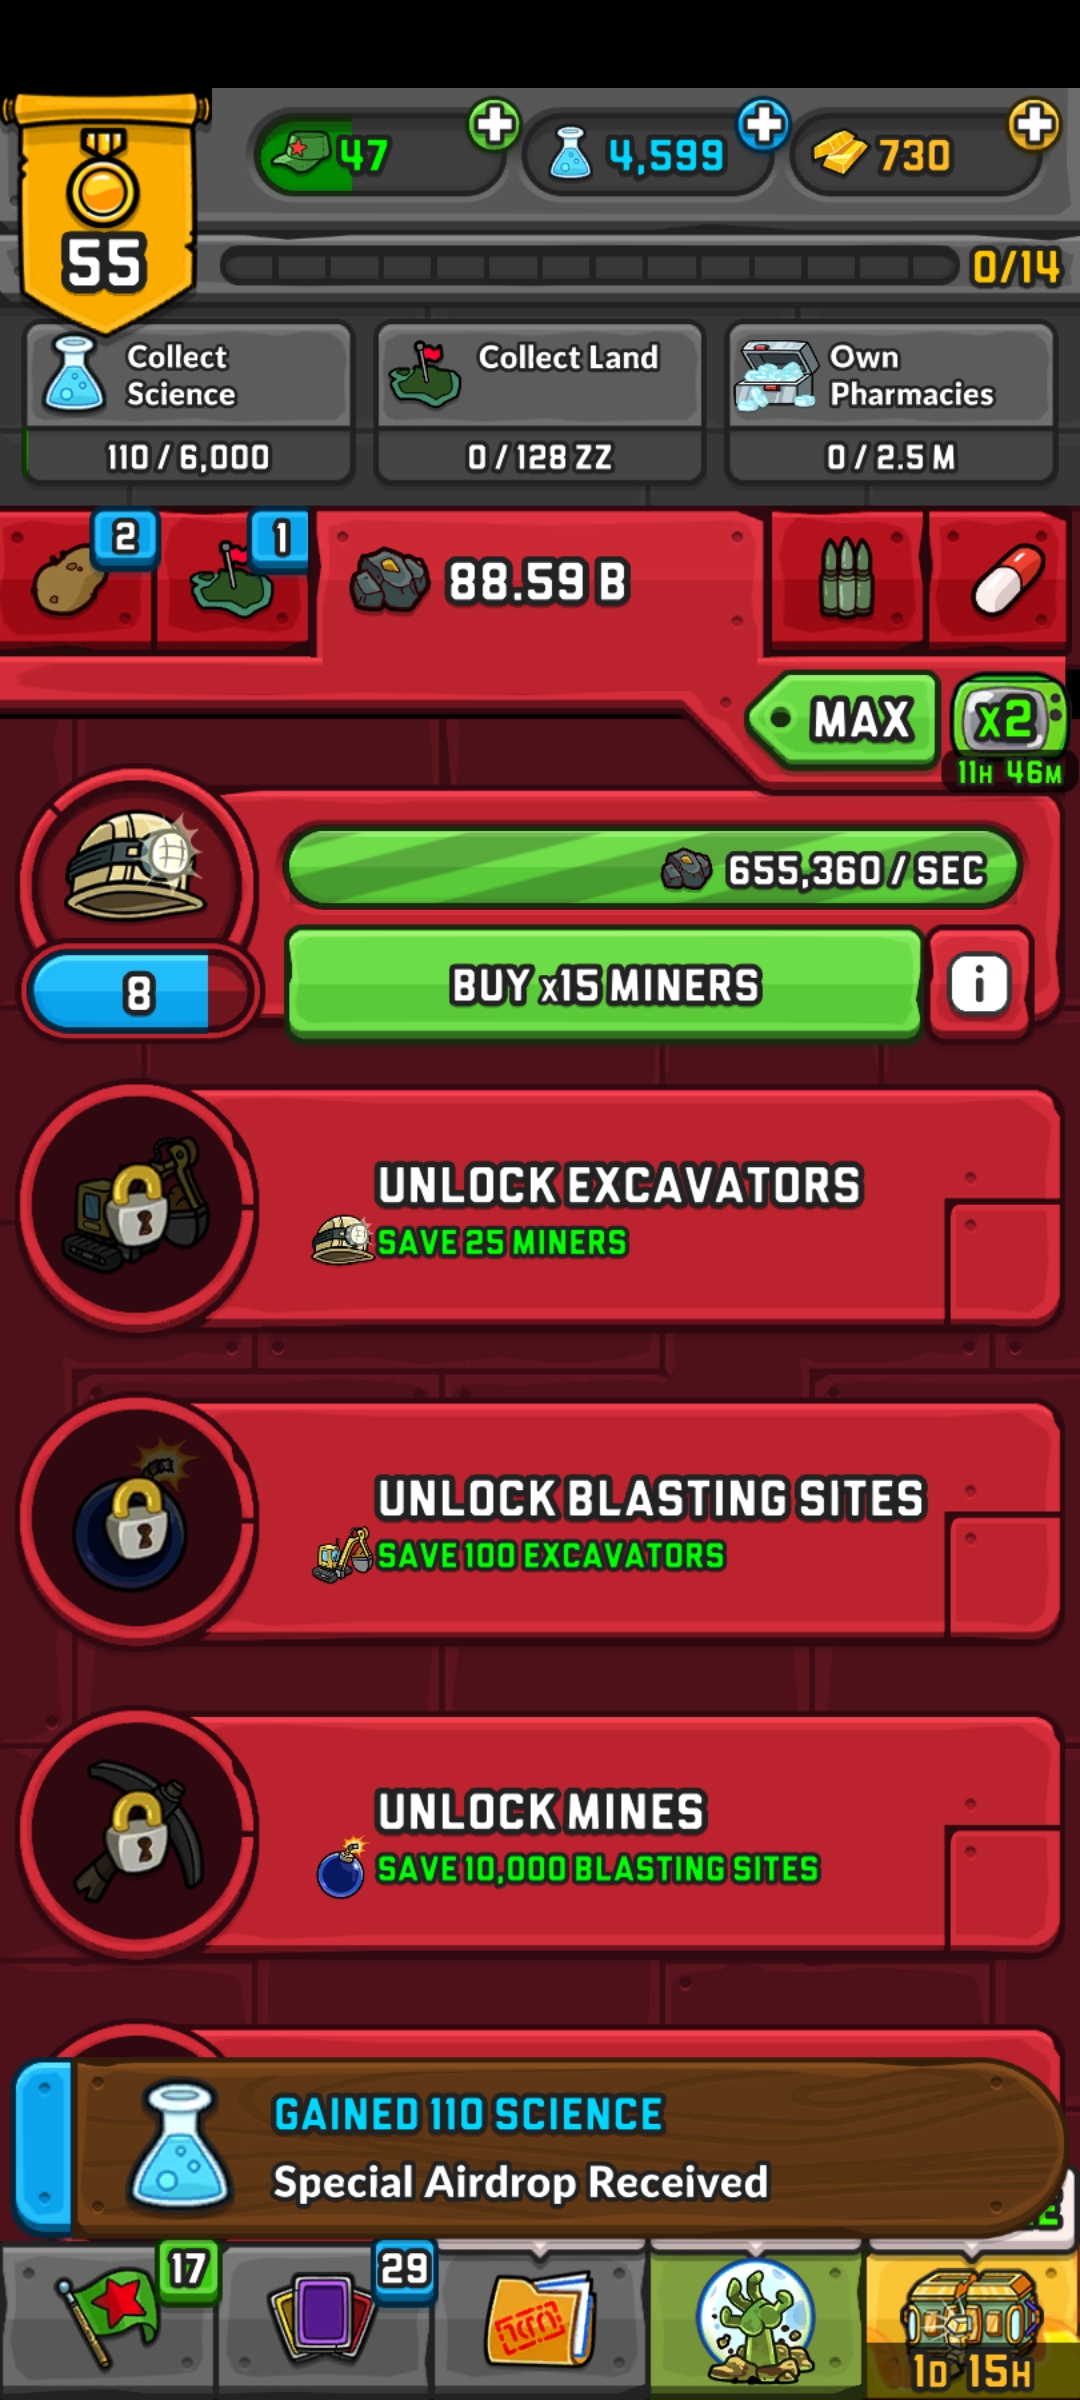 47
4,599
730
55
0/14
Collect
Science
110 / 6,000
Collect Land
0 / 128 ZZ
Own
Pharmacies
0 / 2.5 M
2
1
88.59 B
MAX
x2
11H 46M
655,360 / SEC
8
BUY x15 MINERS
i
UNLOCK EXCAVATORS
SAVE 25 MINERS
UNLOCK BLASTING SITES
SAVE 100 EXCAVATORS
UNLOCK MINES
SAVE 10,000 BLASTING SITES
GAINED 110 SCIENCE
Special Airdrop Received
17
29
1D 15H